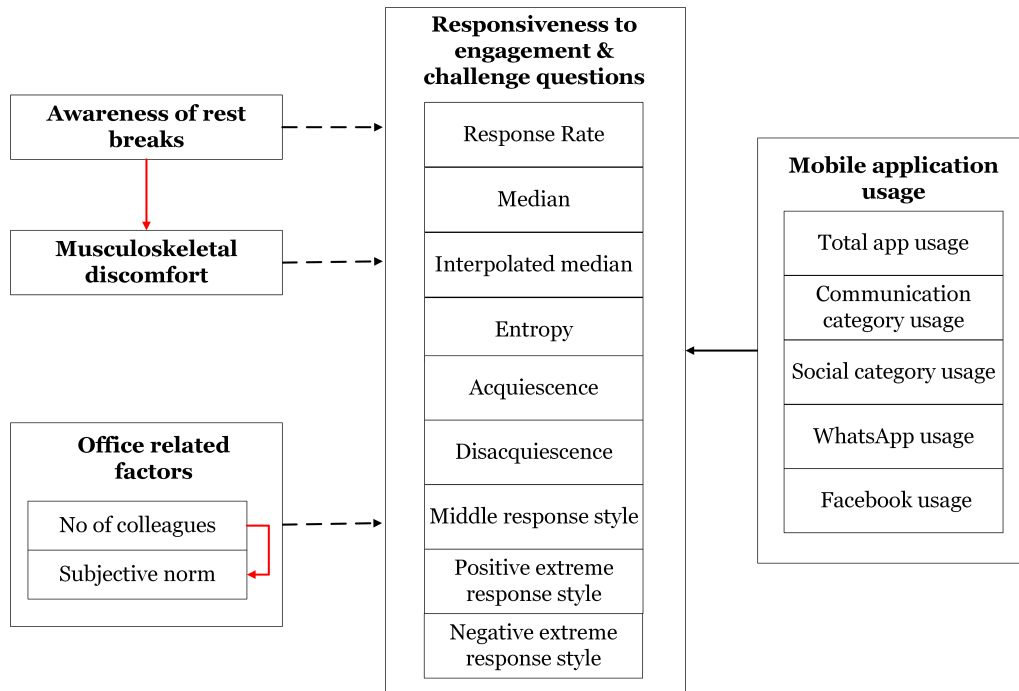 Awareness of rest
breaks
Musculoskeletal
discomfort
Office related
factors
No of colleagues
Subjective norm
Responsiveness to
engagement &
challenge questions
Response Rate
Median
Interpolated median
Entropy
Acquiescence
Disacquiescence
Middle response style
Positive extreme
response style
Negative extreme
response style
Mobile application
usage
Total app usage
Communication
category usage
Social category usage
WhatsApp usage
Facebook usage